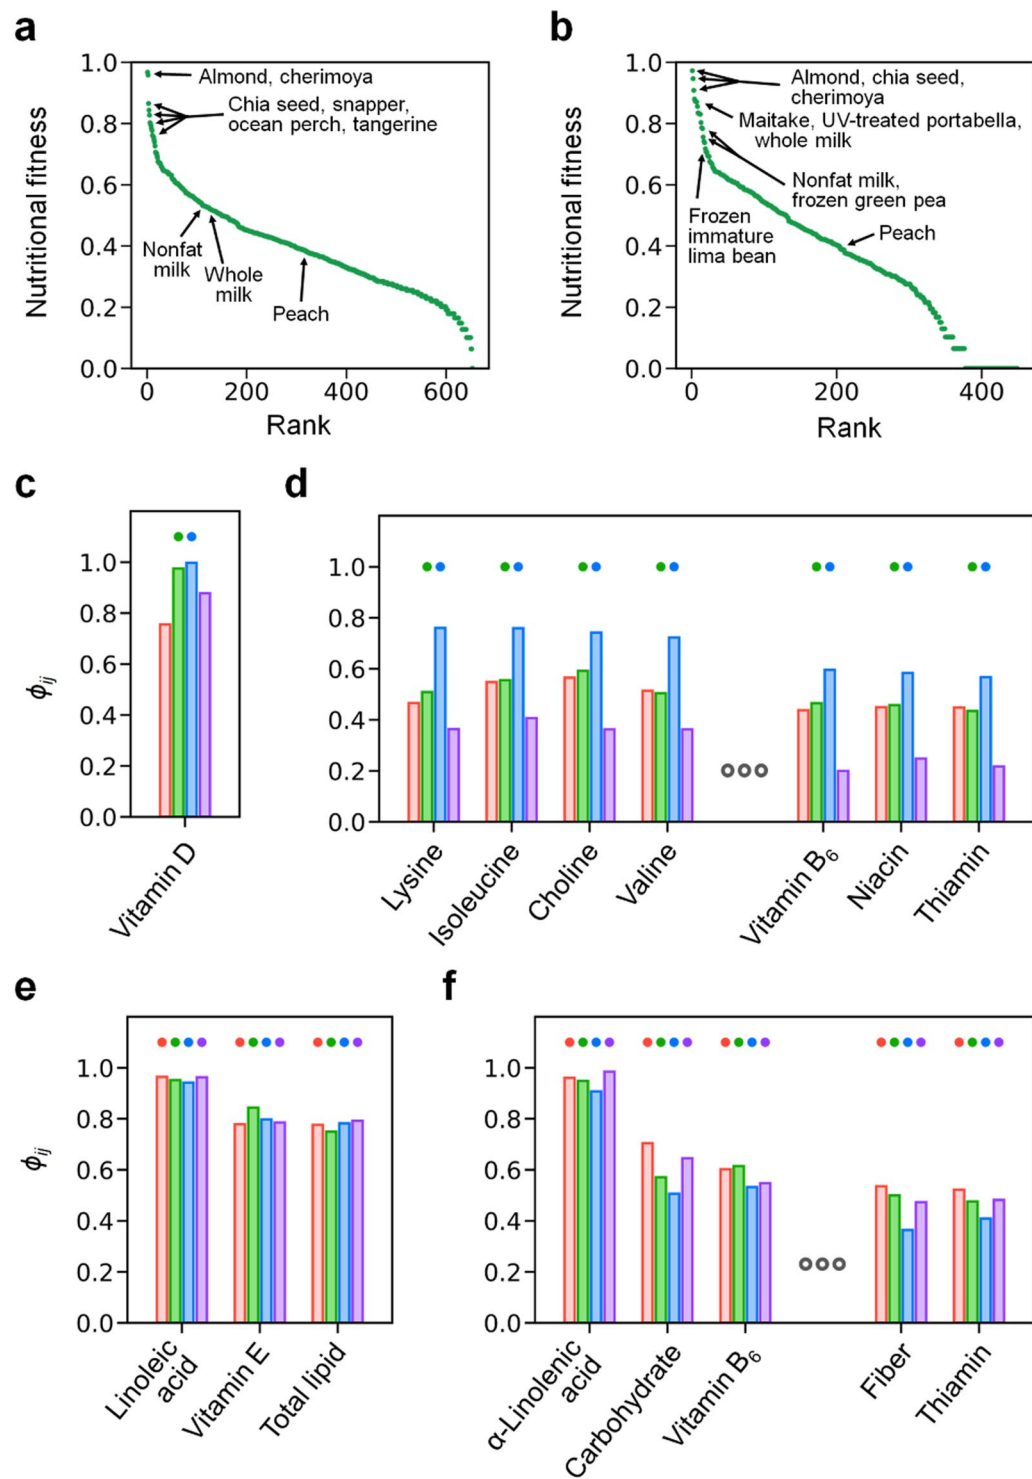 a
b
1.0
0.8
0.6
0.4
0.2
0.0
Nutritional fitness
Almond, cherimoya
Chia seed, snapper,
ocean perch, tangerine
Nonfat
milk
Whole
milk
Peach
0
200
400
600
Rank
1.0
0.8
0.6
0.4
0.2
0.0
Nutritional fitness
Almond, chia seed,
cherimoya
Maitake, UV-treated portabella,
whole milk
Nonfat milk,
frozen green pea
Frozen
immature
lima bean
Peach
0
200
400
Rank
c
1.0
0.8
0.6
0.4
0.2
0.0
ϕij
Vitamin D
d
1.0
0.8
0.6
0.4
0.2
0.0
Lysine
Isoleucine
Choline
Valine
Vitamin B6
Niacin
Thiamin
e
1.0
0.8
0.6
0.4
0.2
0.0
ϕij
Linoleic
acid
Vitamin E
Total lipid
f
1.0
0.8
0.6
0.4
0.2
0.0
α-Linolenic
acid
Carbohydrate
Vitamin B6
Fiber
Thiamin